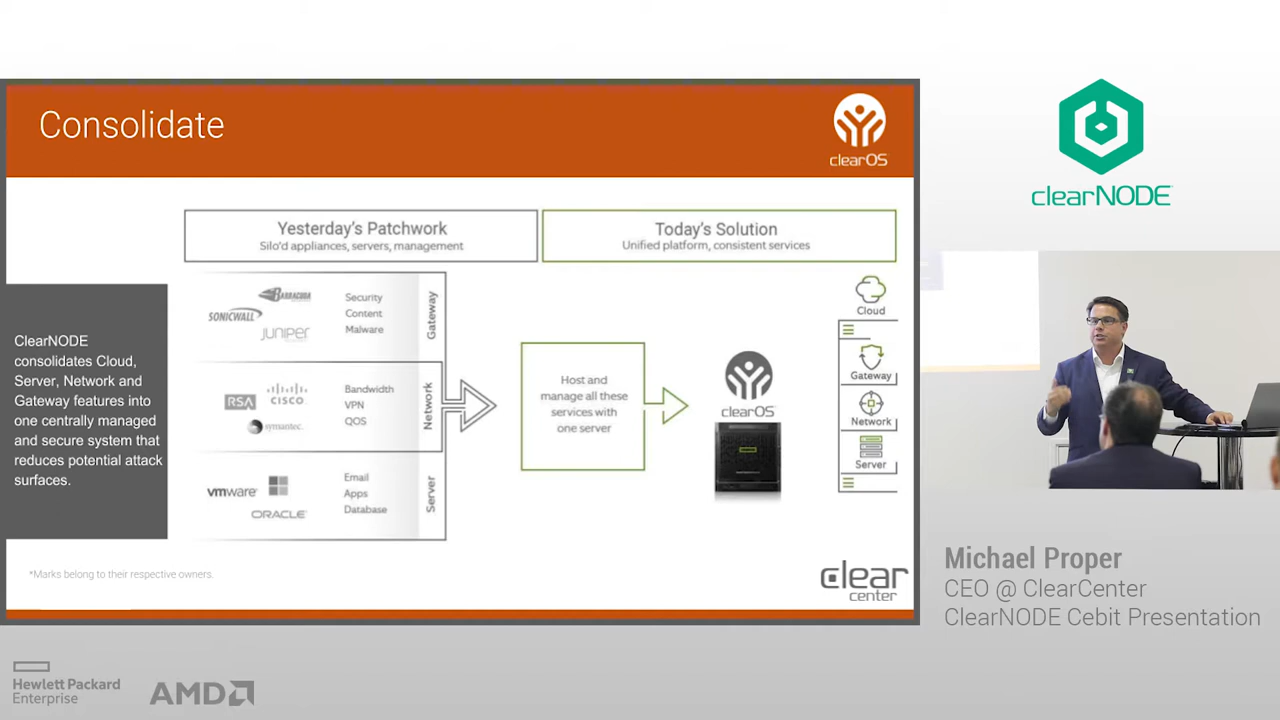 Consolidate
clearOS
clearNODE
Yesterday's Patchwork
Silo'd appliances, servers, management
Today's Solution
Unified platform, consistent services
ClearNODE
consolidates Cloud,
Server, Network and
Gateway features into
one centrally managed
and secure system that
reduces potential attack
surfaces.
BARRACUDA
SONICWALL
JUNIPER
Security
Content
Malware
Gateway
RSA
CISCO
symantec.
Bandwidth
VPN
QOS
Network
vmware
ORACLE
Email
Apps
Database
Server
Host and
manage all these
services with
one server
clearOS
Cloud
Gateway
Network
Server
*Marks belong to their respective owners.
clear
center
Michael Proper
CEO @ ClearCenter
ClearNODE Cebit Presentation
Hewlett Packard
Enterprise
AMD